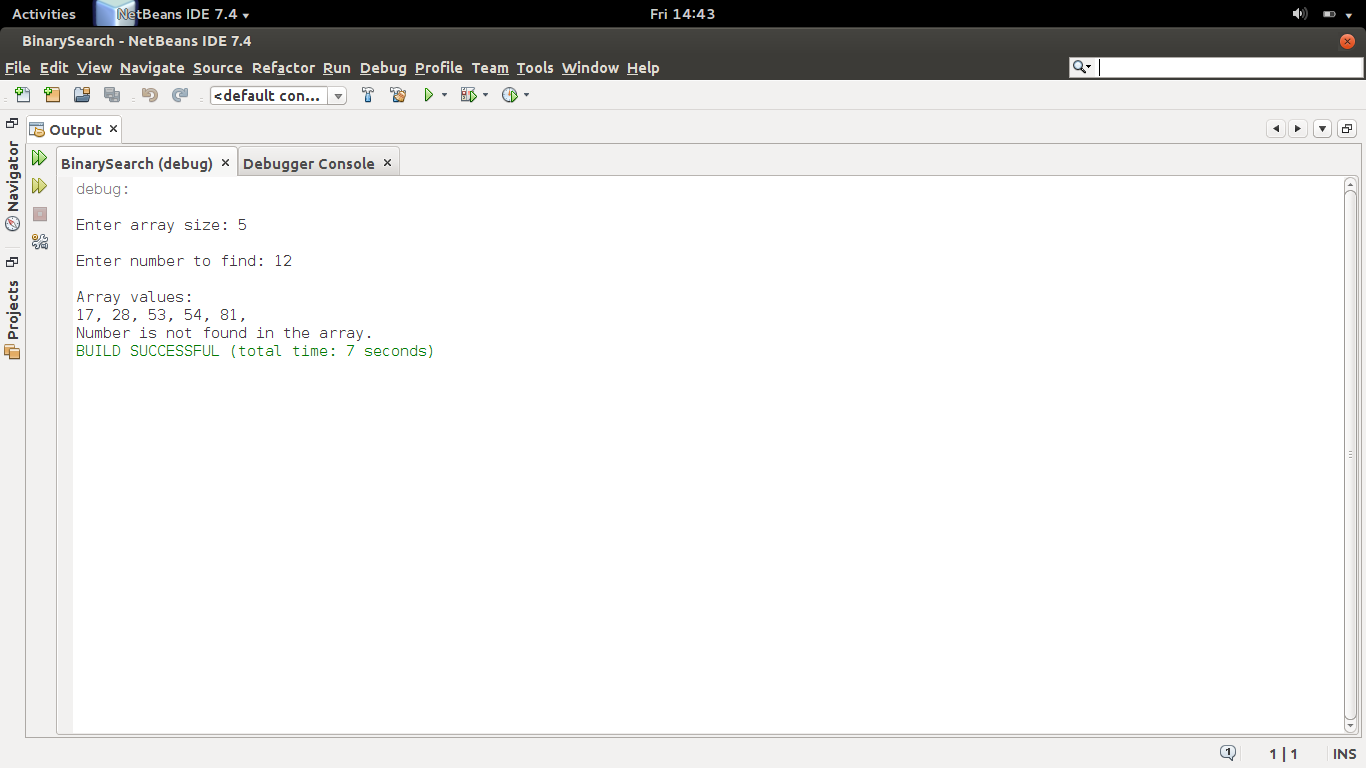 Activities NetBeans IDE 7.4 Fri 14:43
BinarySearch - NetBeans IDE 7.4
File Edit View Navigate Source Refactor Run Debug Profile Team Tools Window Help
<default con...
Output
Navigator
Projects
BinarySearch (debug) Debugger Console
debug:
Enter array size: 5
Enter number to find: 12
Array values:
17, 28, 53, 54, 81,
Number is not found in the array.
BUILD SUCCESSFUL (total time: 7 seconds)
1 1 | 1 INS